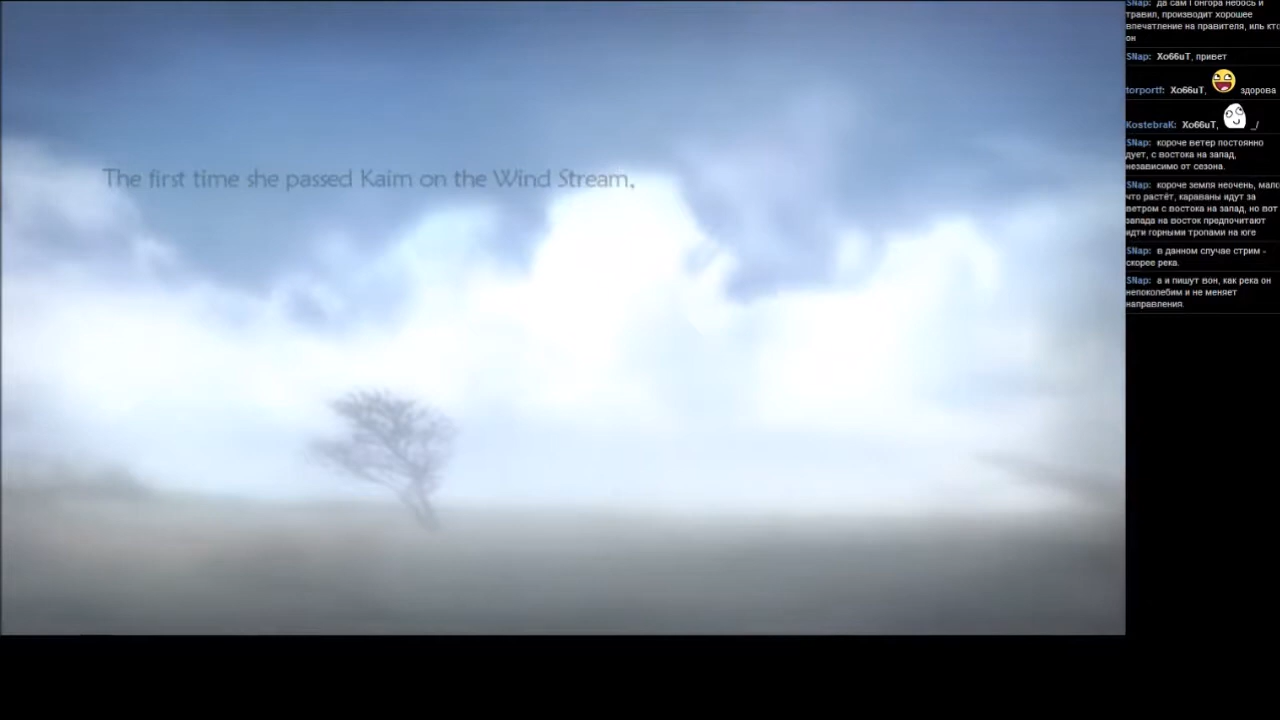 The first time she passed Kaim on the Wind Stream,
SNap: да сам Гонгора небось и
травил, производит хорошее
впечатление на правителя, иль кто
он
SNap: Xo66uT, привет
torportf: Xo66uT, здорова
KostebraK: Xo66uT, _/
SNap: короче ветер постоянно
дует, с востока на запад,
независимо от сезона.
SNap: короче земля неочень, мало
что растёт, караваны идут за
ветром с востока на запад, но вот
запада на восток предпочитают
идти горными тропами на юге
SNap: в данном случае стрим -
скорее река.
SNap: а и пишут вон, как река он
непоколебим и не меняет
направления.